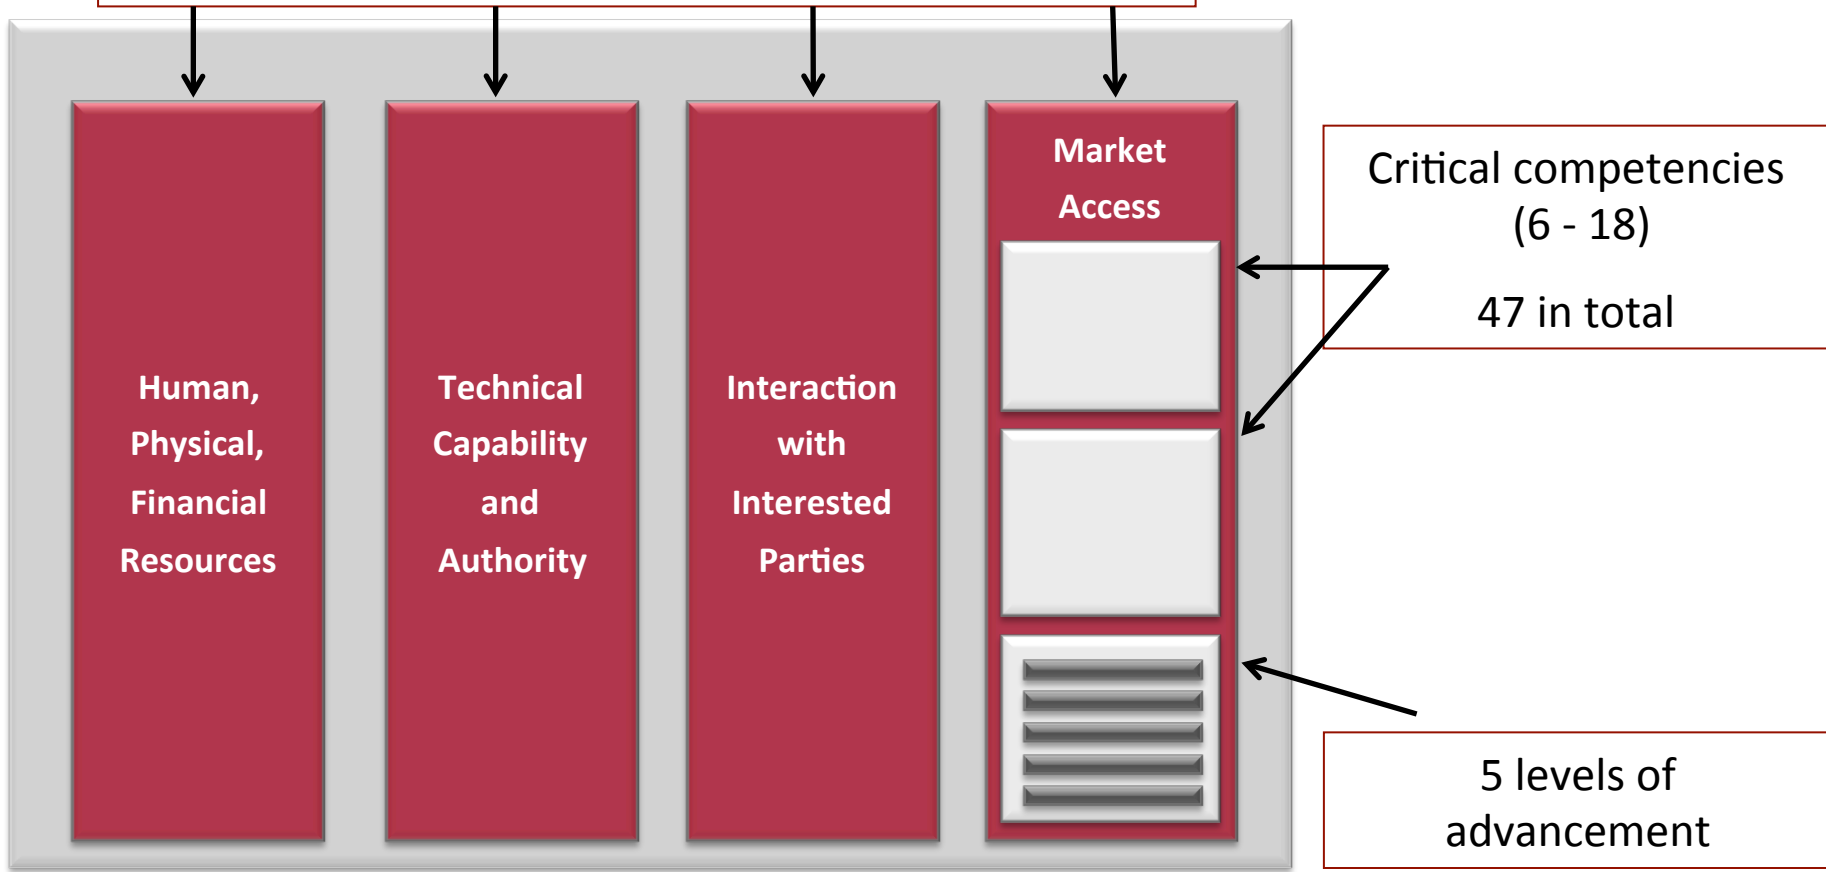 Human,
Physical,
Financial
Resources
Technical
Capability
and
Authority
Interaction
with
Interested
Parties
Market
Access
Critical competencies
(6 - 18)
47 in total
5 levels of
advancement